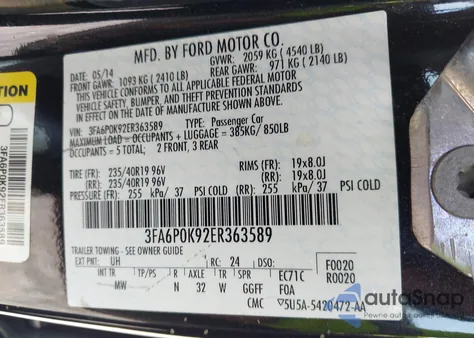 MFD. BY FORD MOTOR CO.
DATE: 05/14 GVWR: 2059 KG ( 4540 LB)
FRONT GAWR: 1093 KG ( 2410 LB) REAR GAWR: 971 KG ( 2140 LB)
THIS VEHICLE CONFORMS TO ALL APPLICABLE FEDERAL MOTOR
VEHICLE SAFETY, BUMPER, AND THEFT PREVENTION STANDARDS
IN EFFECT ON THE DATE OF MANUFACTURE SHOWN ABOVE.
VIN: 3FA6P0K92ER363589 TYPE: Passenger Car
MAXIMUM LOAD = OCCUPANTS + LUGGAGE = 385KG/ 850LB
OCCUPANTS = 5 TOTAL; 2 FRONT, 3 REAR
TIRE (FR): 235/40R19 96V RIMS (FR): 19x8.0J
(RR): 235/40R19 96V (RR): 19x8.0J
PRESSURE (FR): 255 kPa/ 37 PSI COLD (RR): 255 kPa/ 37 PSI COLD
3FA6P0K92ER363589
TRAILER TOWING - SEE OWNER GUIDE
EXT PNT: UH RC: 24 DSO: F0020
R0020
INT TR TP/PS R AXLE TR SPR EC71C
MW N 32 W GGFF F0A
CMC 5U5A-5420472-AA
3FA6P0K92ER363589
AutoSnap